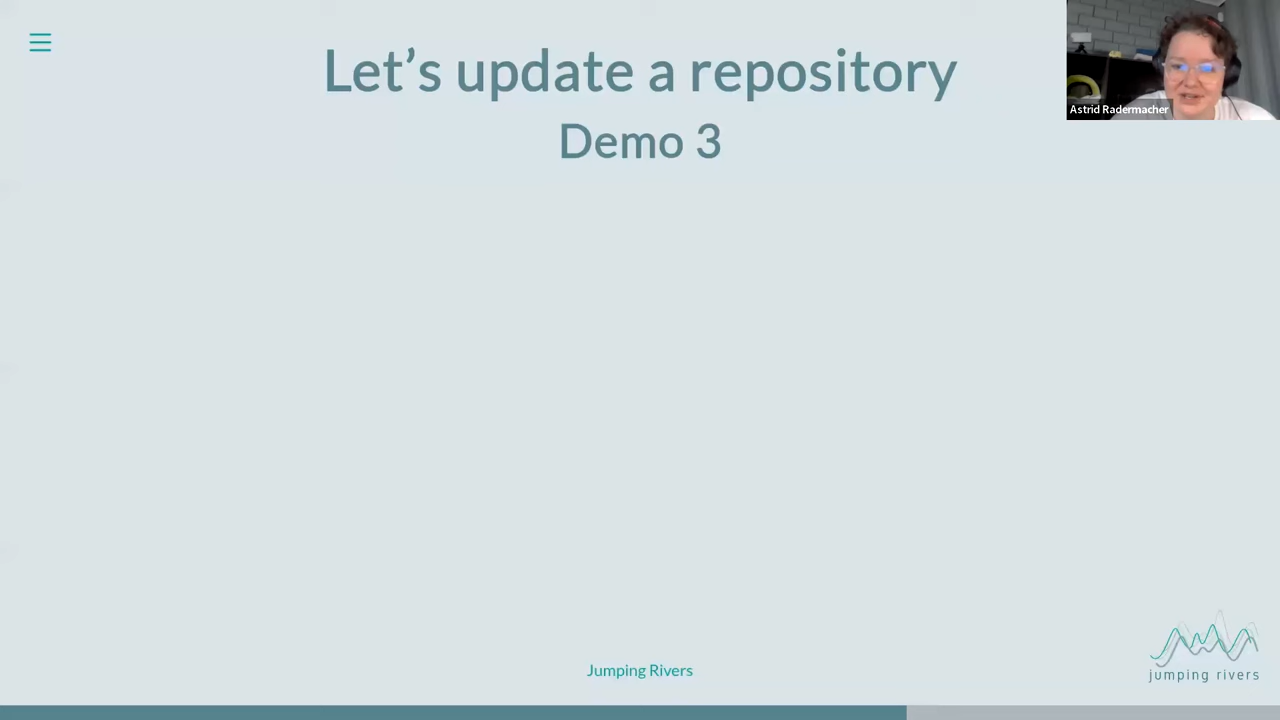 Let’s update a repository
Demo 3
Astrid Radermacher
Jumping Rivers
jumping rivers